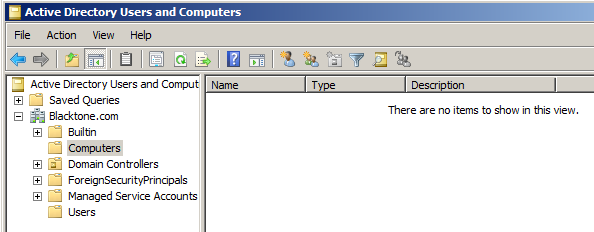 Active Directory Users and Computers
File Action View Help
Active Directory Users and Comput
Saved Queries
Blacktone.com
Builtin
Computers
Domain Controllers
ForeignSecurityPrincipals
Managed Service Accounts
Users
Name Type Description
There are no items to show in this view.